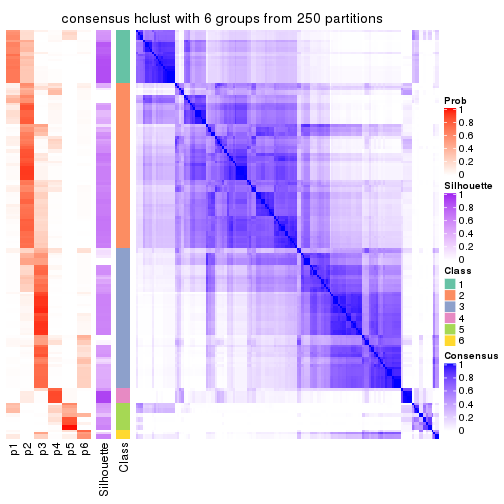 consensus hclust with 6 groups from 250 partitions
Prob
1
0.8
0.6
0.4
0.2
0
Silhouette
1
0.8
0.6
0.4
0.2
0
Class
1
2
3
4
5
6
Consensus
1
0.8
0.6
0.4
0.2
0
p1
p2
p3
p4
p5
p6
Silhouette
Class